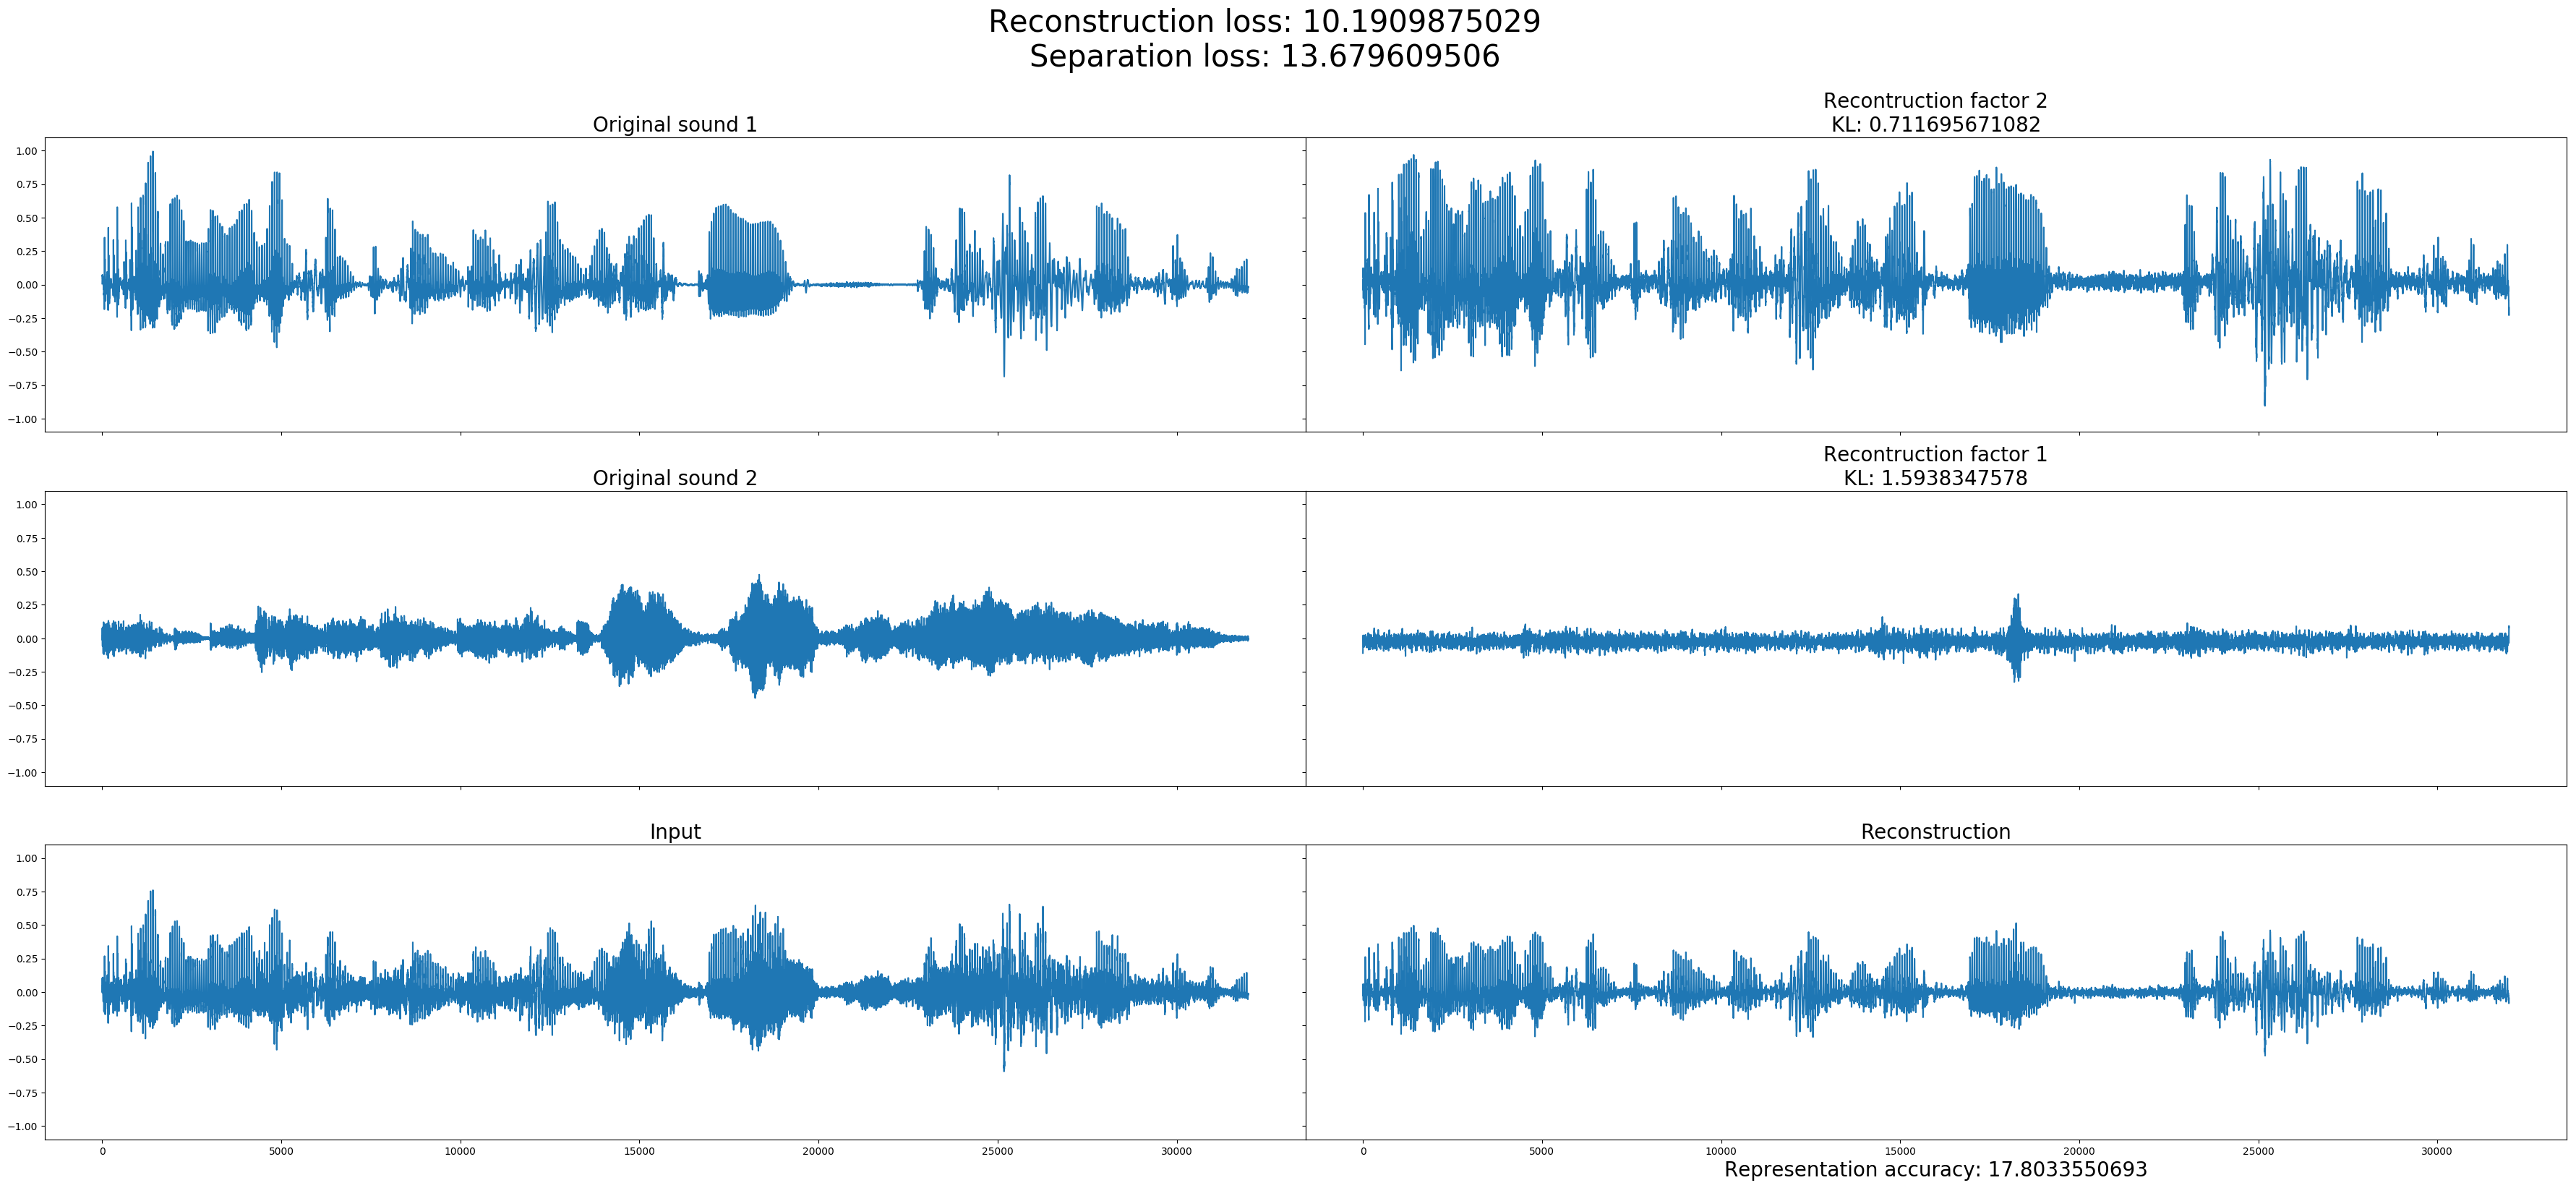 Reconstruction loss: 10.1909875029
Separation loss: 13.679609506
Original sound 1
Recontruction factor 2
KL: 0.711695671082
1.00
0.75
0.50
0.25
0.00
−0.25
−0.50
−0.75
−1.00
Original sound 2
Recontruction factor 1
KL: 1.5938347578
1.00
0.75
0.50
0.25
0.00
−0.25
−0.50
−0.75
−1.00
Input
Reconstruction
1.00
0.75
0.50
0.25
0.00
−0.25
−0.50
−0.75
−1.00
0 5000 10000 15000 20000 25000 30000
0 5000 10000 15000 20000 25000 30000
Representation accuracy: 17.8033550693